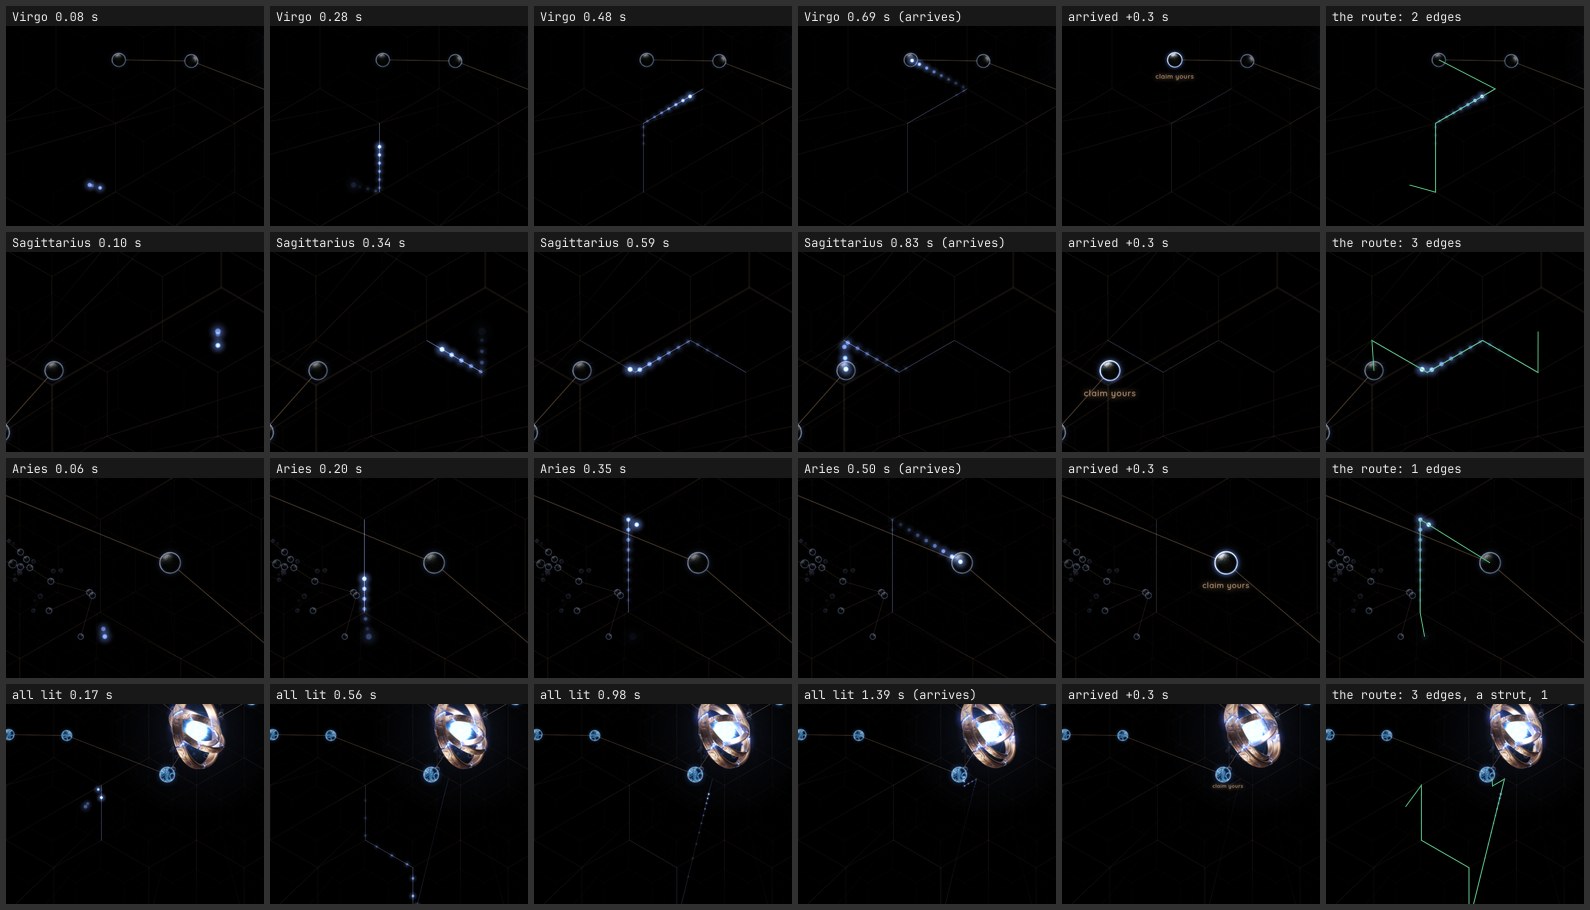 Virgo 0.08 s
Virgo 0.28 s
Virgo 0.48 s
Virgo 0.69 s (arrives)
arrived +0.3 s
the route: 2 edges
claim yours
Sagittarius 0.10 s
Sagittarius 0.34 s
Sagittarius 0.59 s
Sagittarius 0.83 s (arrives)
arrived +0.3 s
the route: 3 edges
claim yours
Aries 0.06 s
Aries 0.20 s
Aries 0.35 s
Aries 0.50 s (arrives)
arrived +0.3 s
the route: 1 edges
claim yours
all lit 0.17 s
all lit 0.56 s
all lit 0.98 s
all lit 1.39 s (arrives)
arrived +0.3 s
the route: 3 edges, a strut, 1
claim yours